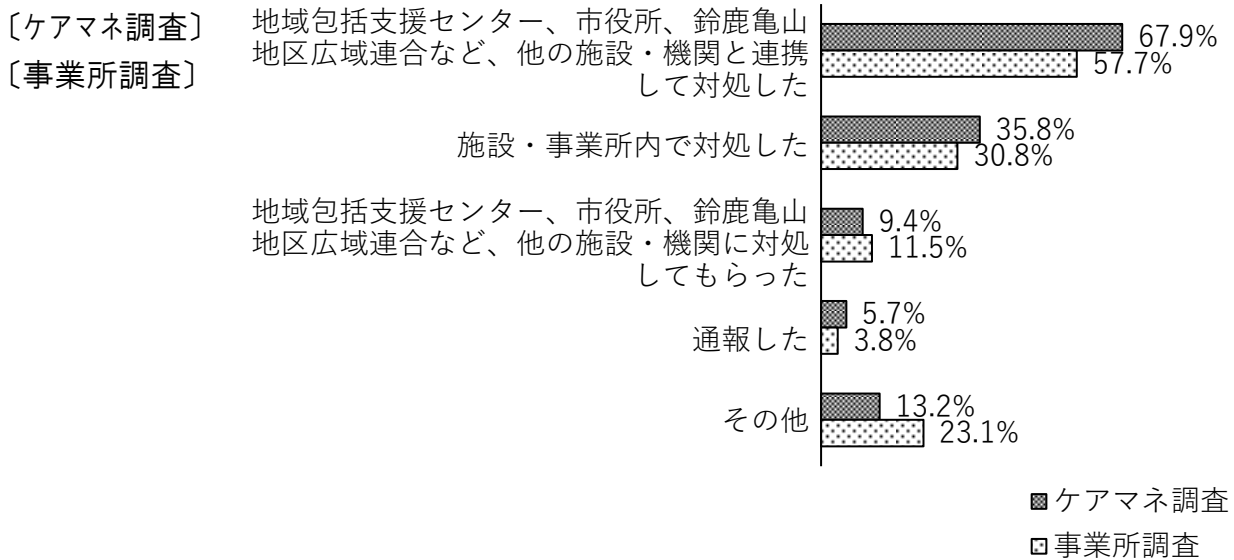 〔ケアマネ調査〕
〔事業所調査〕
地域包括支援センター、市役所、鈴鹿亀山
地区広域連合など、他の施設・機関と連携
して対処した
67.9%
57.7%
施設・事業所内で対処した
35.8%
30.8%
地域包括支援センター、市役所、鈴鹿亀山
地区広域連合など、他の施設・機関に対処
してもらった
9.4%
11.5%
通報した
5.7%
3.8%
その他
13.2%
23.1%
ケアマネ調査
事業所調査